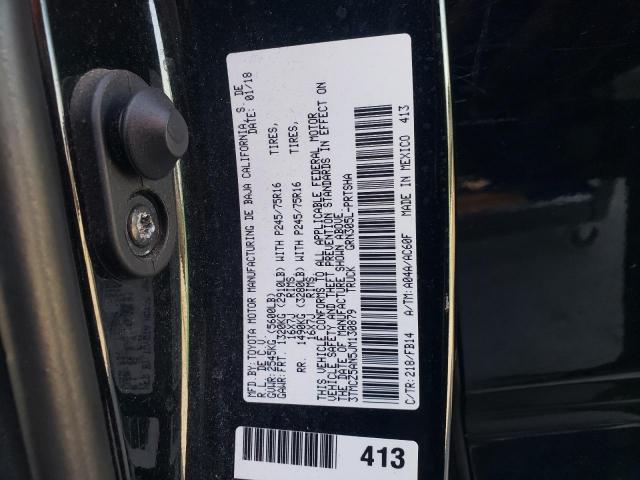 MFD.BY:TOYOTA MOTOR MANUFACTURING DE BAJA CALIFORNIA, S. DE
R.L. DE C.V. DATE: 01/18
GVWR:2545KG(5600LB)
GAWR:FRT. 1320KG (2910LB) WITH P245/75R16 TIRES,
16X7J RIMS
RR. 1490KG (3280LB) WITH P245/75R16 TIRES,
16X7J RIMS
THIS VEHICLE CONFORMS TO ALL APPLICABLE FEDERAL MOTOR
VEHICLE SAFETY AND THEFT PREVENTION STANDARDS IN EFFECT ON
THE DATE OF MANUFACTURE SHOWN ABOVE.
3TMCZ5AN5JM130879 TRUCK GRN305L-PRTSHA
C/TR:218/FB14 A/TM:A04A/AC60F MADE IN MEXICO 413
413